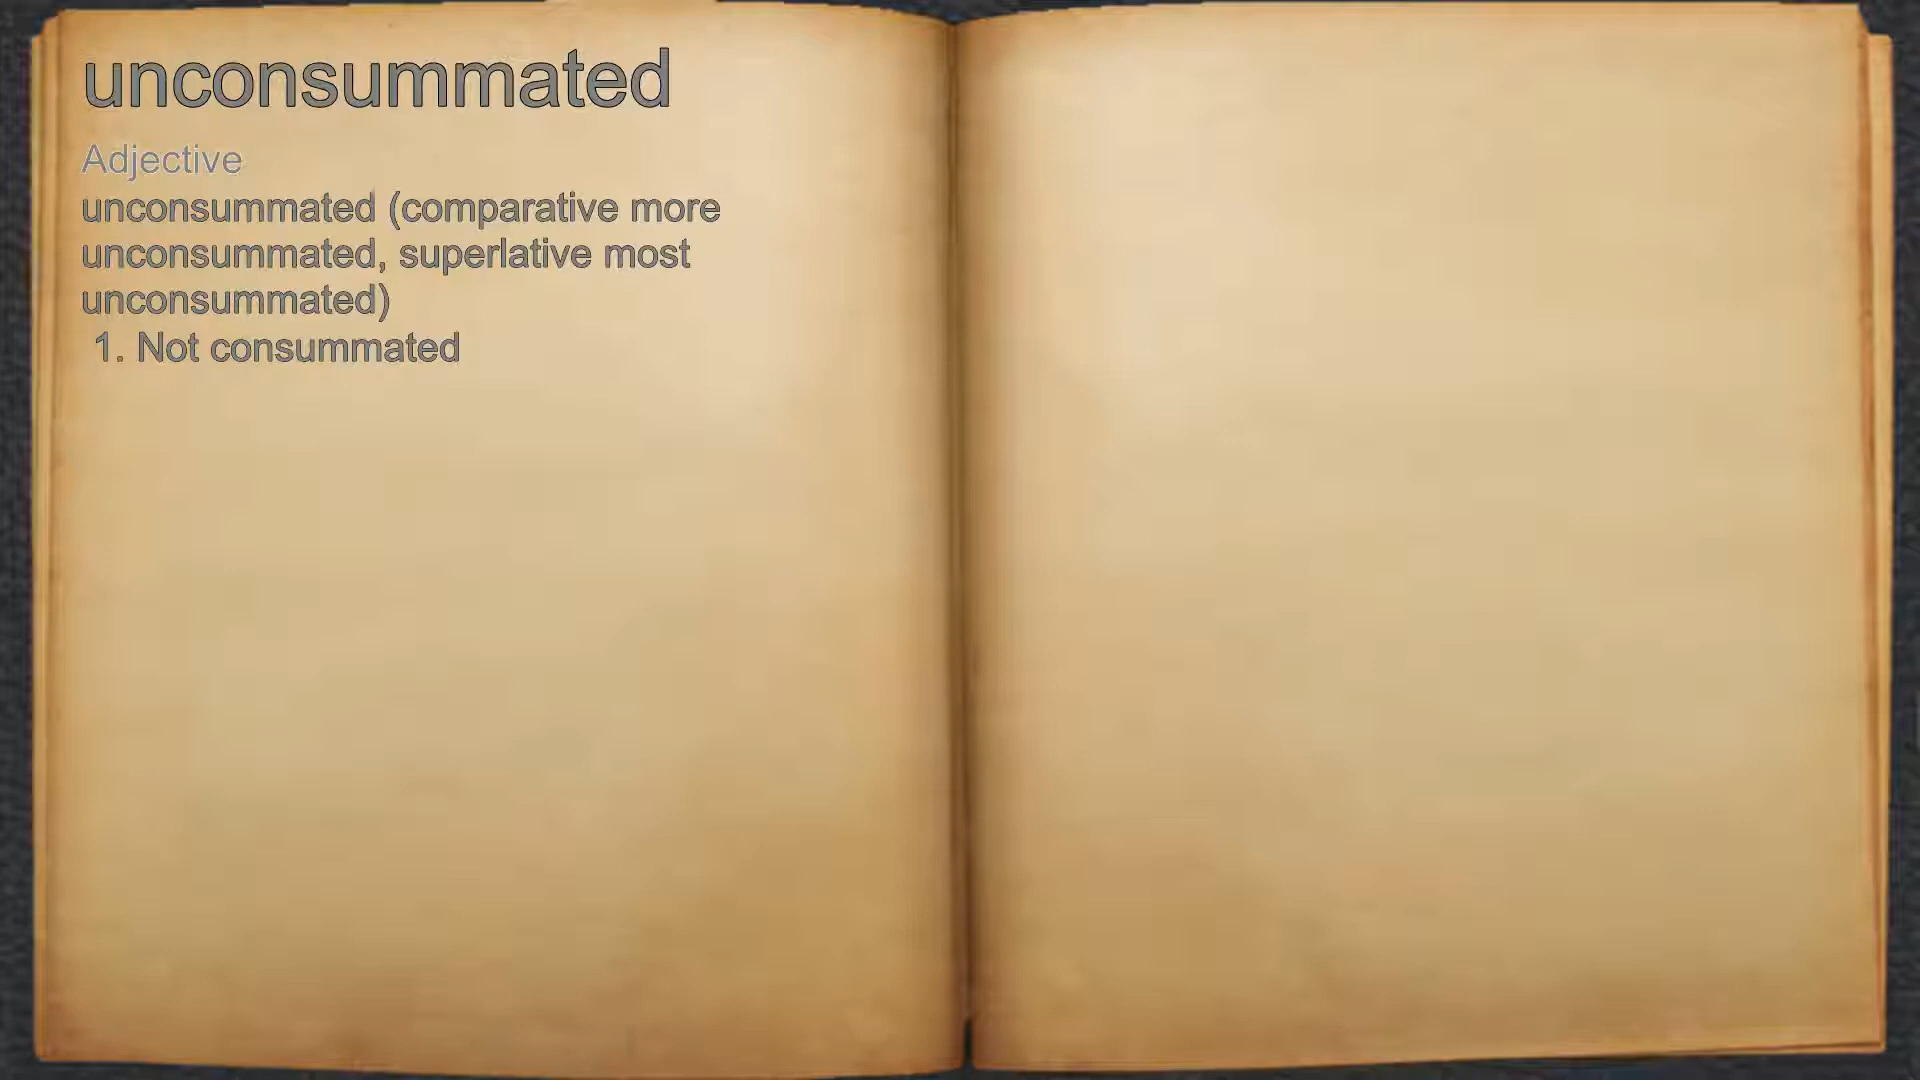 unconsummated
Adjective
unconsummated (comparative more
unconsummated, superlative most
unconsummated)
1. Not consummated